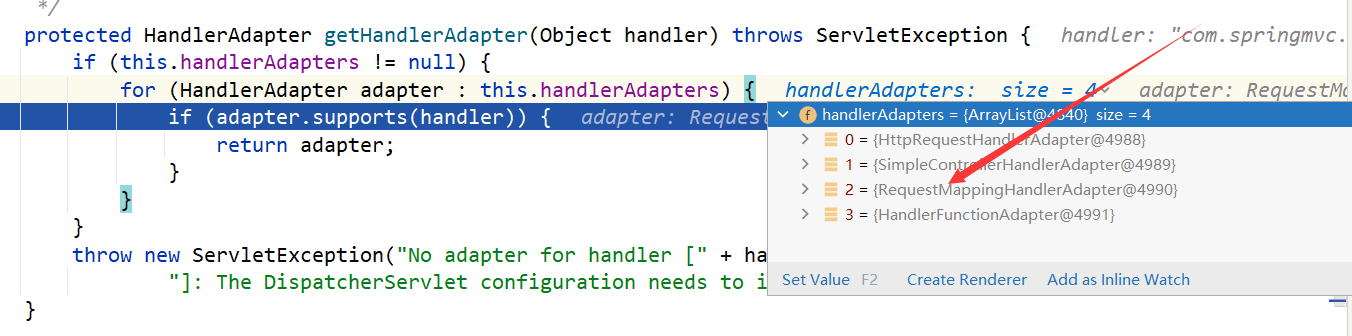 */
protected HandlerAdapter getHandlerAdapter(Object handler) throws ServletException { handler: "com.springmvc.
if (this.handlerAdapters != null) {
for (HandlerAdapter adapter : this.handlerAdapters) { handlerAdapters: size = 4 adapter: RequestMa
if (adapter.supports(handler)) { adapter: Request
return adapter;
}
}
}
throw new ServletException("No adapter for handler [" + ha
"]: The DispatcherServlet configuration needs to i
}
f handlerAdapters = {ArrayList@4840} size = 4
0 = {HttpRequestHandlerAdapter@4988}
1 = {SimpleControllerHandlerAdapter@4989}
2 = {RequestMappingHandlerAdapter@4990}
3 = {HandlerFunctionAdapter@4991}
Set Value F2 Create Renderer Add as Inline Watch